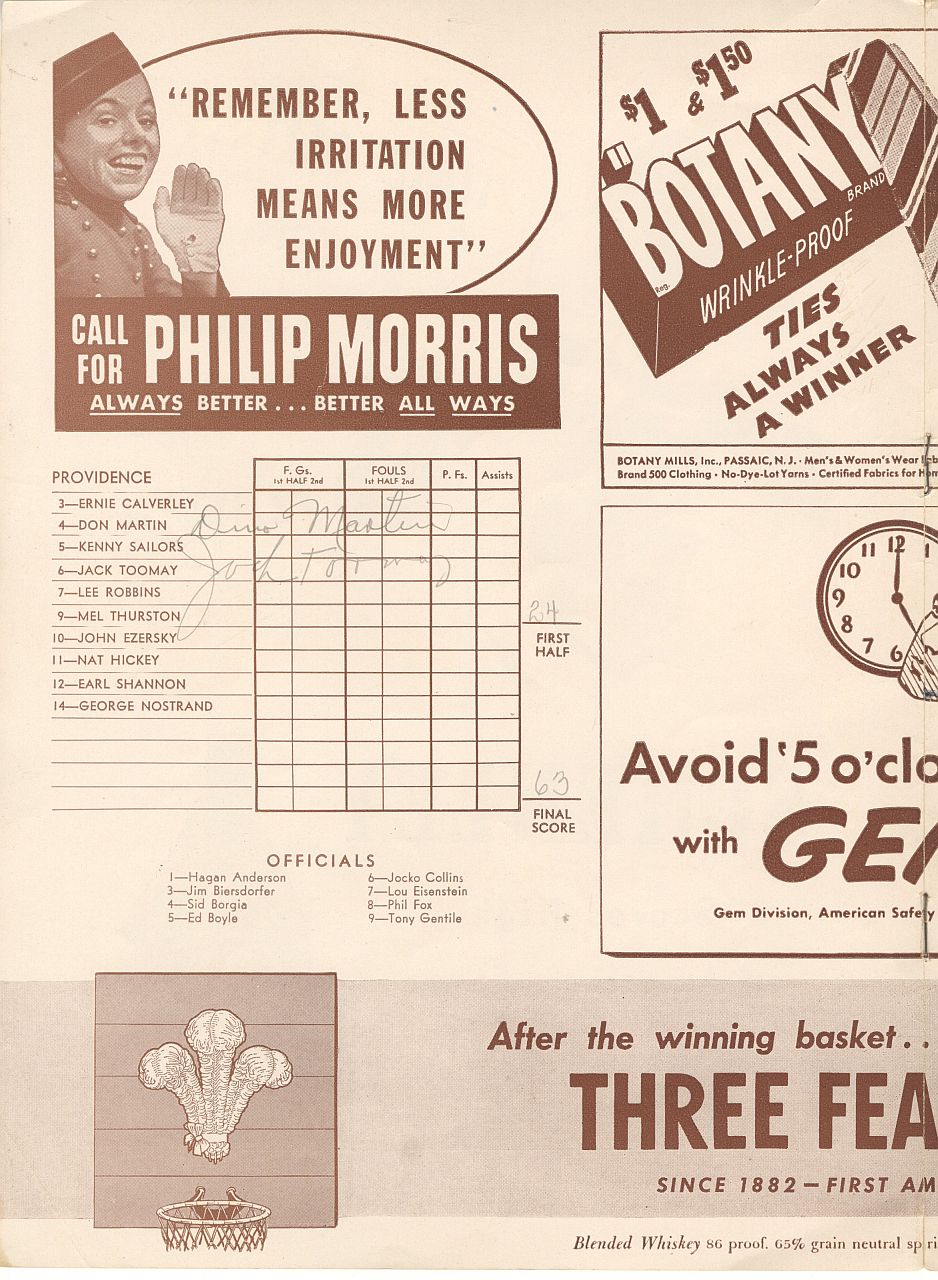 "REMEMBER, LESS
IRRITATION
MEANS MORE
ENJOYMENT"
CALL
FOR
PHILIP MORRIS
ALWAYS BETTER... BETTER ALL WAYS
$1 & $1.50
"BOTANY
BRAND
Reg.
WRINKLE-PROOF
TIES
ALWAYS
A WINNER
BOTANY MILLS, Inc., PASSAIC, N. J. · Men's & Women's Wear
Brand 500 Clothing · No-Dye-Lot Yarns · Certified Fabrics for
PROVIDENCE
F. Gs.
1st HALF 2nd
FOULS
1st HALF 2nd
P. Fs.
Assists
3—ERNIE CALVERLEY
4—DON MARTIN
Dino Martin
5—KENNY SAILORS
6—JACK TOOMAY
Jack Toomay
7—LEE ROBBINS
9—MEL THURSTON
10—JOHN EZERSKY
11—NAT HICKEY
12—EARL SHANNON
14—GEORGE NOSTRAND
24
FIRST
HALF
63
FINAL
SCORE
OFFICIALS
1—Hagan Anderson
3—Jim Biersdorfer
4—Sid Borgia
5—Ed Boyle
6—Jocko Collins
7—Lou Eisenstein
8—Phil Fox
9—Tony Gentile
11 12 1
10
9
8
7 6
Avoid '5 o'clo
with GE
Gem Division, American Safety
After the winning basket..
THREE FEA
SINCE 1882—FIRST AM
Blended Whiskey 86 proof. 65% grain neutral spiri